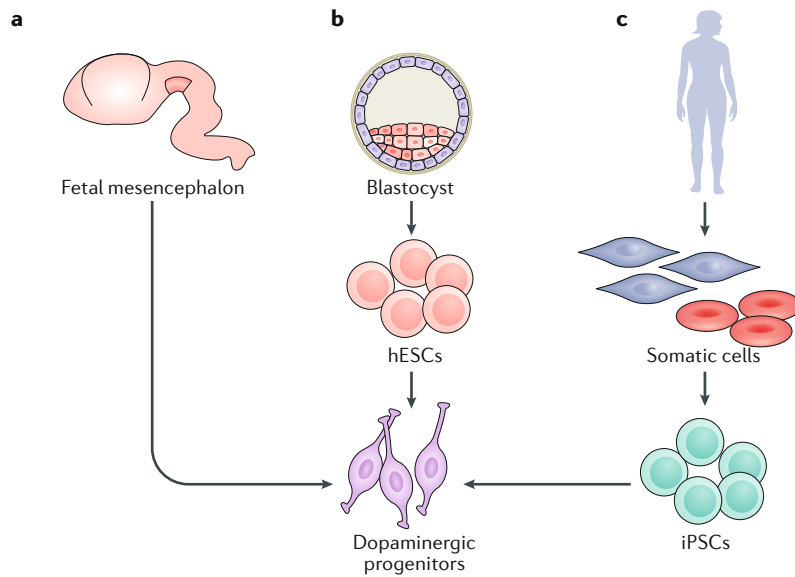 a
b
c
Fetal mesencephalon
Blastocyst
hESCs
Somatic cells
Dopaminergic
progenitors
iPSCs